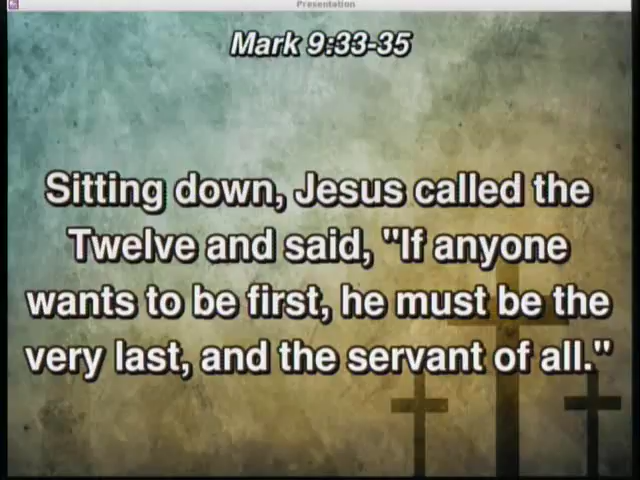 Presentation
Mark 9:33-35
Sitting down, Jesus called the
Twelve and said, "If anyone
wants to be first, he must be the
very last, and the servant of all."